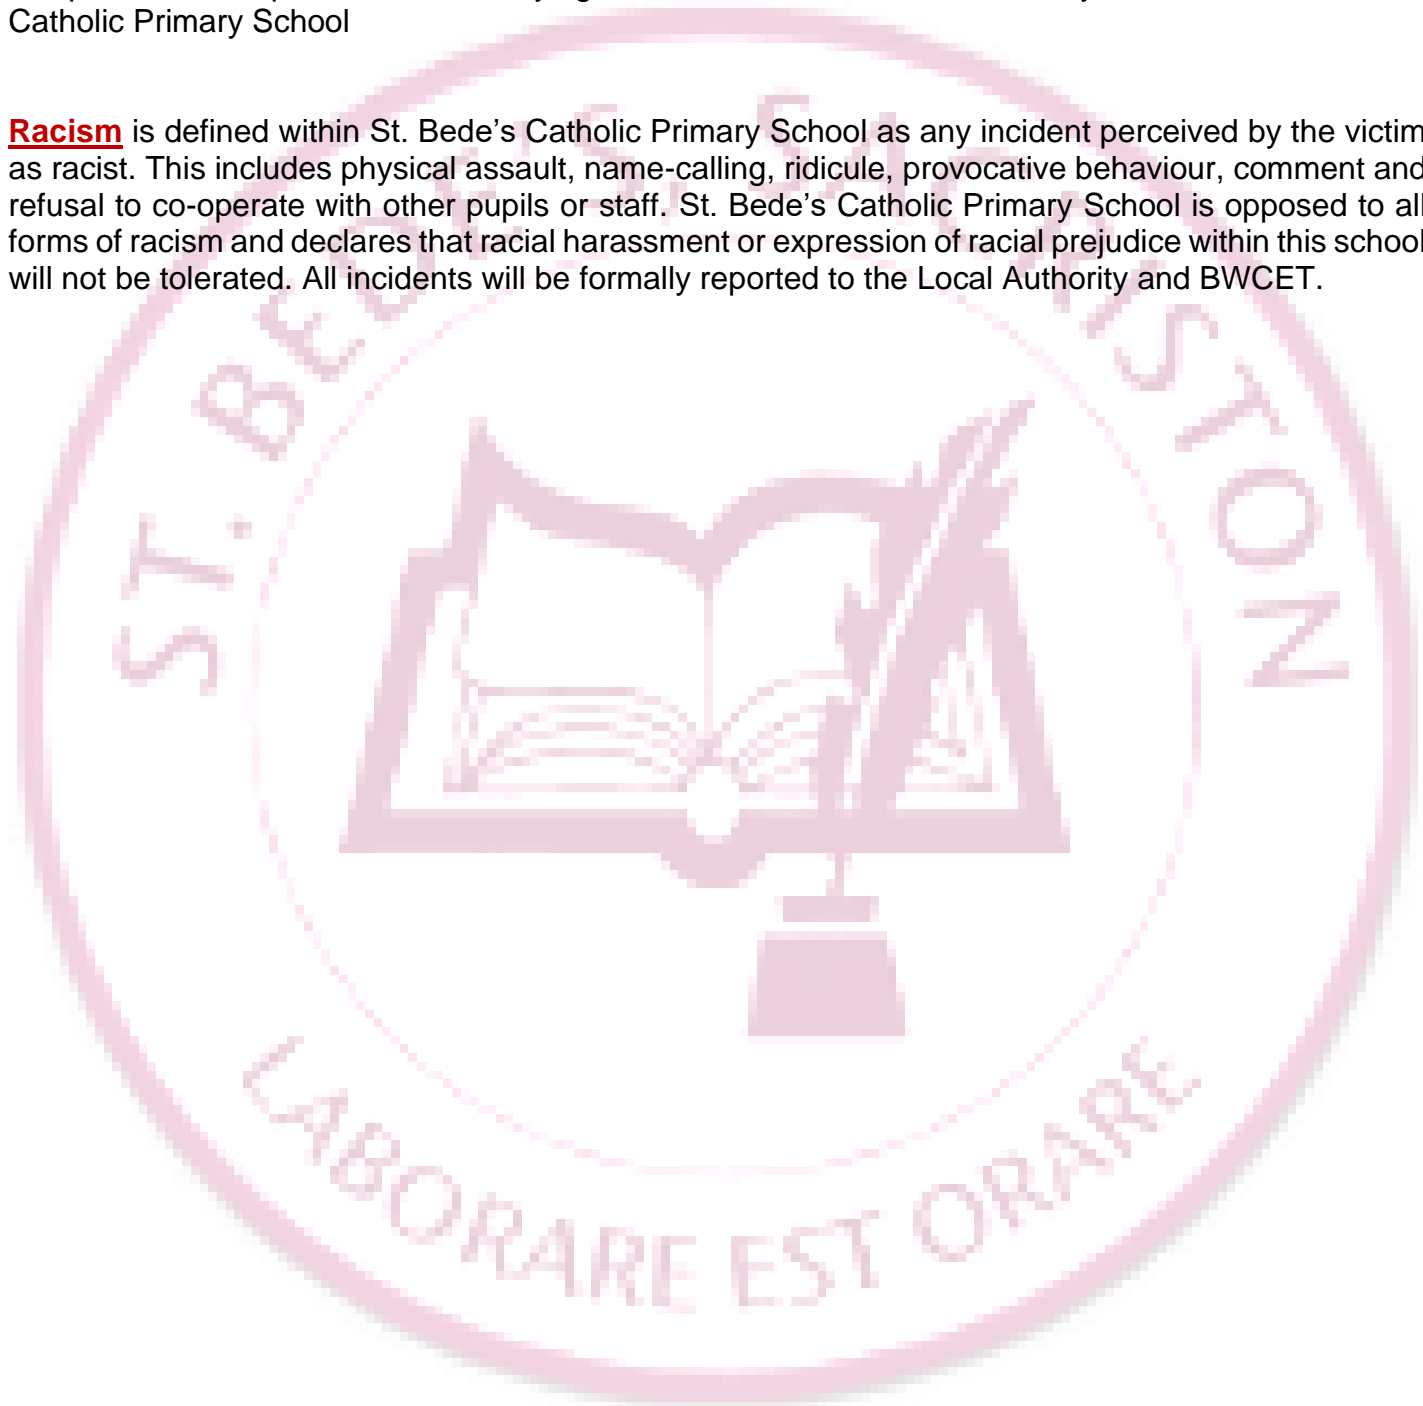 Catholic Primary School
Racism is defined within St. Bede’s Catholic Primary School as any incident perceived by the victim
as racist. This includes physical assault, name-calling, ridicule, provocative behaviour, comment and
refusal to co-operate with other pupils or staff. St. Bede’s Catholic Primary School is opposed to all
forms of racism and declares that racial harassment or expression of racial prejudice within this school
will not be tolerated. All incidents will be formally reported to the Local Authority and BWCET.
ST. BEDE'S, SACRISTON
LABORARE EST ORARE